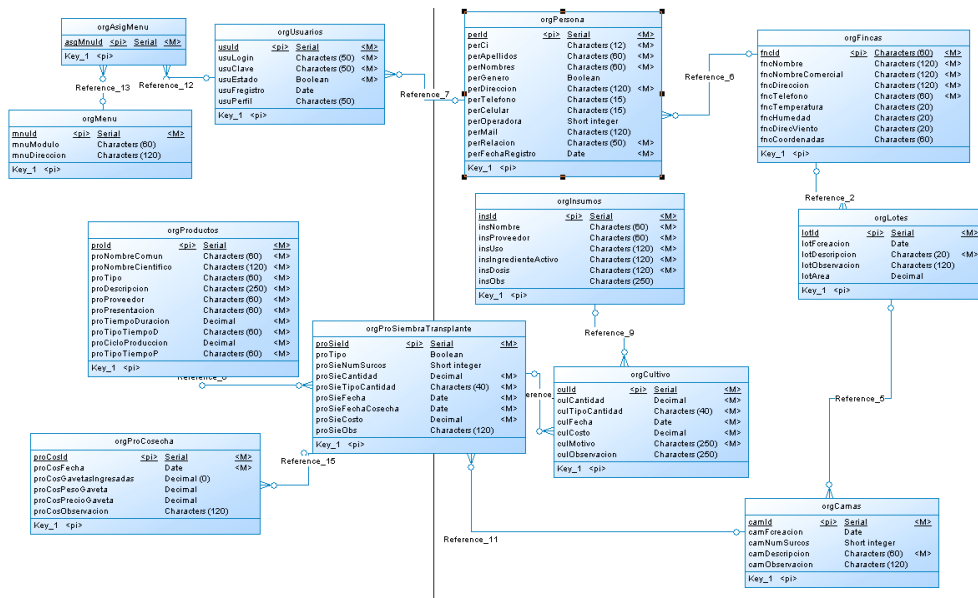 orgAsigMenu
asgMnuId <pi> Serial <M>
Key_1 <pi>
Reference_13
Reference_12
orgMenu
mnuId <pi> Serial <M>
mnuModulo Characters (60)
mnuDireccion Characters (120)
Key_1 <pi>
orgUsuarios
usuId <pi> Serial <M>
usuLogin Characters (50) <M>
usuClave Characters (50) <M>
usuEstado Boolean <M>
usuFregistro Date
usuPerfil Characters (50)
Key_1 <pi>
Reference_7
orgPersona
perId <pi> Serial <M>
perCi Characters (12) <M>
perApellidos Characters (60) <M>
perNombres Characters (60) <M>
perGenero Boolean
perDireccion Characters (120) <M>
perTelefono Characters (15)
perCelular Characters (15)
perOperadora Short integer
perMail Characters (120)
perRelacion Characters (50) <M>
perFechaRegistro Date <M>
Key_1 <pi>
Reference_6
orgFincas
fncId <pi> Characters (60) <M>
fncNombre Characters (120) <M>
fncNombreComercial Characters (120) <M>
fncDireccion Characters (120) <M>
fncTelefono Characters (60) <M>
fncTemperatura Characters (20)
fncHumedad Characters (20)
fncDirecViento Characters (20)
fncCoordenadas Characters (60)
Key_1 <pi>
Reference_2
orgLotes
lotId <pi> Serial <M>
lotFcreacion Date
lotDescripcion Characters (20) <M>
lotObservacion Characters (120)
lotArea Decimal
Key_1 <pi>
Reference_5
orgInsumos
insId <pi> Serial <M>
insNombre Characters (60) <M>
insProveedor Characters (60) <M>
insUso Characters (120) <M>
insIngredienteActivo Characters (120) <M>
insDosis Characters (120) <M>
insObs Characters (250)
Key_1 <pi>
Reference_9
orgProductos
proId <pi> Serial <M>
proNombreComun Characters (60) <M>
proNombreCientifico Characters (120) <M>
proTipo Characters (60) <M>
proDescripcion Characters (250) <M>
proProveedor Characters (60) <M>
proPresentacion Characters (60) <M>
proTiempoDuracion Decimal <M>
proTipoTiempoD Characters (60) <M>
proCicloProduccion Decimal <M>
proTipoTiempoP Characters (60) <M>
Key_1 <pi>
orgProSiembraTransplante
proSieId <pi> Serial <M>
proTipo Boolean
proSieNumSurcos Short integer
proSieCantidad Decimal <M>
proSieTipoCantidad Characters (40) <M>
proSieFecha Date <M>
proSieFechaCosecha Date <M>
proSieCosto Decimal <M>
proSieObs Characters (120)
Key_1 <pi>
orgCultivo
culId <pi> Serial <M>
culCantidad Decimal <M>
culTipoCantidad Characters (40) <M>
culFecha Date <M>
culCosto Decimal <M>
culMotivo Characters (250) <M>
culObservacion Characters (250)
Key_1 <pi>
orgProCosecha
proCosId <pi> Serial <M>
proCosFecha Date <M>
proCosGavetasIngresadas Decimal (0)
proCosPesoGaveta Decimal
proCosPrecioGaveta Decimal
proCosObservacion Characters (120)
Key_1 <pi>
Reference_15
Reference_11
orgCamas
camId <pi> Serial <M>
camFcreacion Date
camNumSurcos Short integer
camDescripcion Characters (60) <M>
camObservacion Characters (120)
Key_1 <pi>